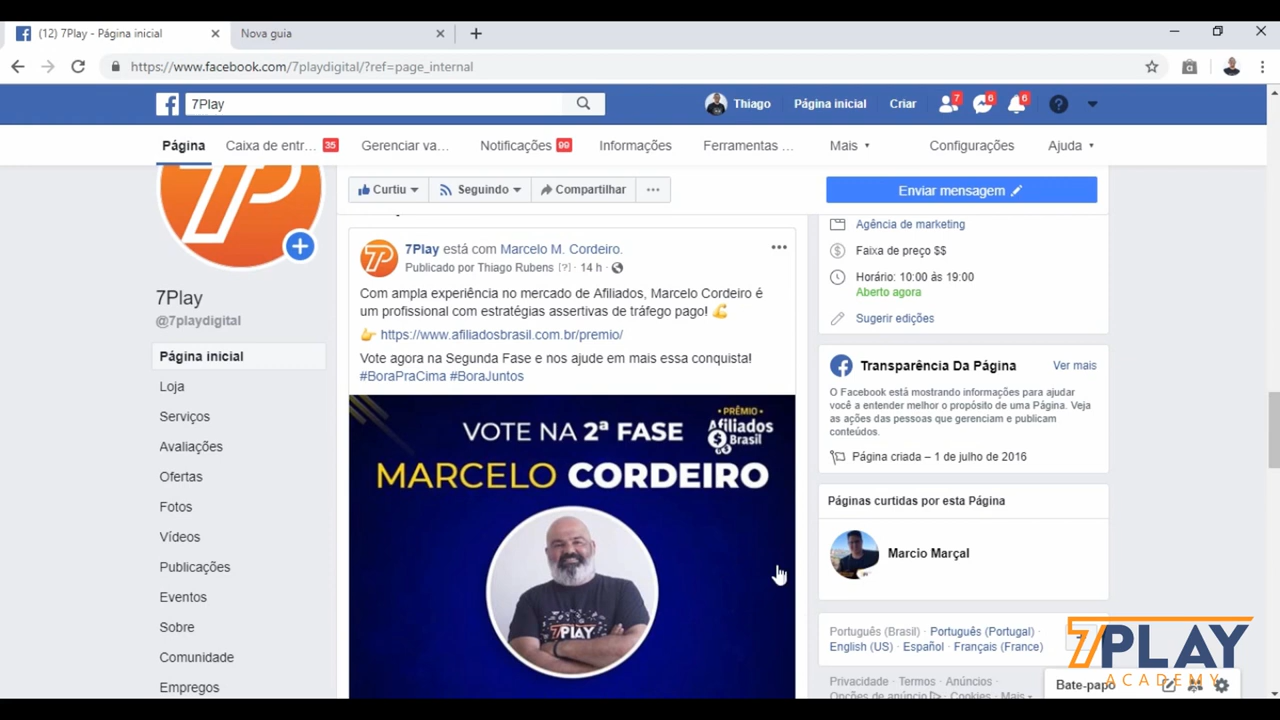 (12) 7Play - Página inicial
Nova guia
https://www.facebook.com/7playdigital/?ref=page_internal
7Play
Thiago
Página inicial
Criar
7
6
6
Página
Caixa de entr... 35
Gerenciar va...
Notificações 99
Informações
Ferramentas ...
Mais
Configurações
Ajuda
7P
Curtiu
Seguindo
Compartilhar
Enviar mensagem
7Play
@7playdigital
Página inicial
Loja
Serviços
Avaliações
Ofertas
Fotos
Vídeos
Publicações
Eventos
Sobre
Comunidade
Empregos
7Play está com Marcelo M. Cordeiro.
Publicado por Thiago Rubens [?] · 14 h ·
Com ampla experiência no mercado de Afiliados, Marcelo Cordeiro é
um profissional com estratégias assertivas de tráfego pago! 💪
👉 https://www.afiliadosbrasil.com.br/premio/
Vote agora na Segunda Fase e nos ajude em mais essa conquista!
#BoraPraCima #BoraJuntos
VOTE NA 2ª FASE
• PRÊMIO •
Afiliados
Brasil
MARCELO CORDEIRO
7PLAY
Agência de marketing
Faixa de preço $$
Horário: 10:00 às 19:00
Aberto agora
Sugerir edições
Transparência Da Página
Ver mais
O Facebook está mostrando informações para ajudar
você a entender melhor o propósito de uma Página. Veja
as ações das pessoas que gerenciam e publicam
conteúdos.
Página criada – 1 de julho de 2016
Páginas curtidas por esta Página
Marcio Marçal
Português (Brasil) · Português (Portugal) ·
English (US) · Español · Français (France)
Privacidade · Termos · Anúncios ·
Opções de anúncio · Cookies · Mais
Bate-papo
7PLAY
ACADEMY